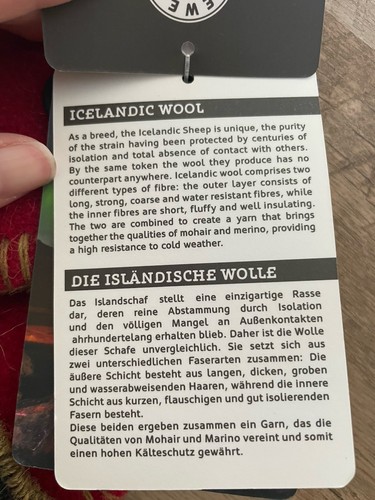 NEW
ICELANDIC WOOL
As a breed, the Icelandic Sheep is unique, the purity
of the strain having been protected by centuries of
isolation and total absence of contact with others.
By the same token the wool they produce has no
counterpart anywhere. Icelandic wool comprises two
different types of fibre: the outer layer consists of
long, strong, coarse and water resistant fibres, while
the inner fibres are short, fluffy and well insulating.
The two are combined to create a yarn that brings
together the qualities of mohair and merino, providing
a high resistance to cold weather.
DIE ISLÄNDISCHE WOLLE
Das Islandschaf stellt eine einzigartige Rasse
dar, deren reine Abstammung durch Isolation
und den völligen Mangel an Außenkontakten
ahrhundertelang erhalten blieb. Daher ist die Wolle
dieser Schafe unvergleichlich. Sie setzt sich aus
zwei unterschiedlichen Faserarten zusammen: Die
äußere Schicht besteht aus langen, dicken, groben
und wasserabweisenden Haaren, während die innere
Schicht aus kurzen, flauschigen und gut isolierenden
Fasern besteht.
Diese beiden ergeben zusammen ein Garn, das die
Qualitäten von Mohair und Marino vereint und somit
einen hohen Kälteschutz gewährt.